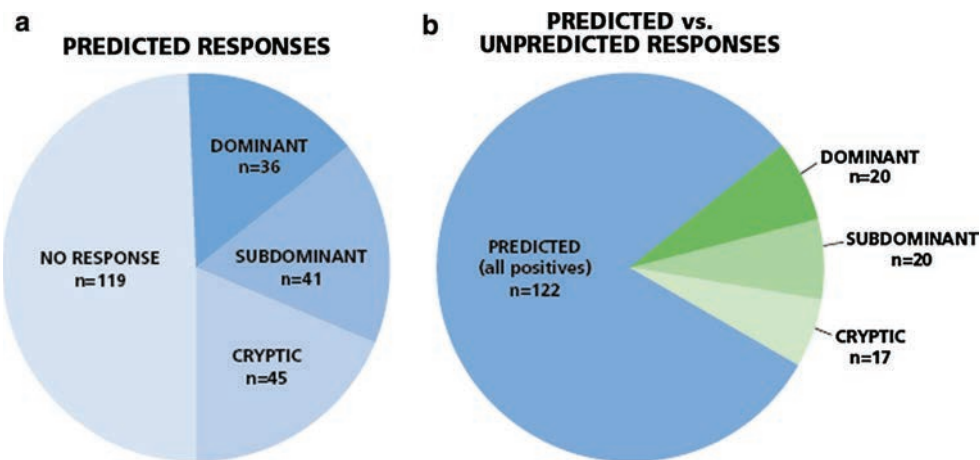 a
PREDICTED RESPONSES
DOMINANT
n=36
NO RESPONSE
n=119
SUBDOMINANT
n=41
CRYPTIC
n=45
b
PREDICTED vs.
UNPREDICTED RESPONSES
PREDICTED
(all positives)
n=122
DOMINANT
n=20
SUBDOMINANT
n=20
CRYPTIC
n=17